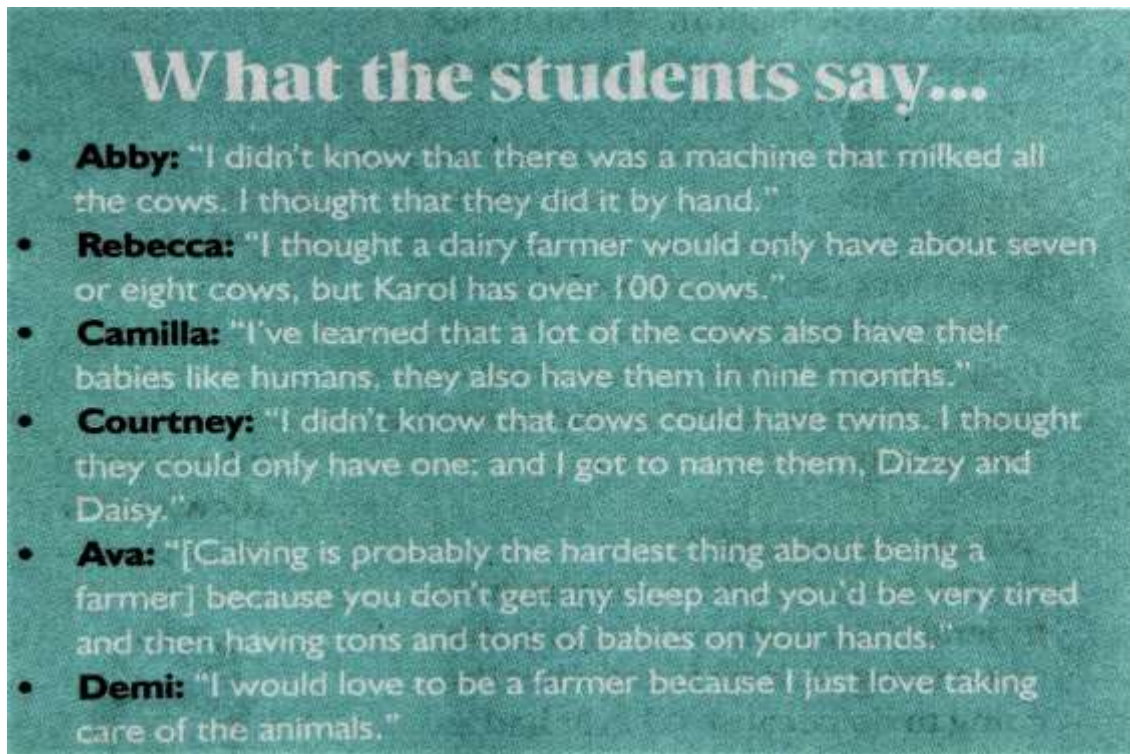 What the students say...
• Abby: “I didn’t know that there was a machine that milked all
the cows. I thought that they did it by hand.”
• Rebecca: “I thought a dairy farmer would only have about seven
or eight cows, but Karol has over 100 cows.”
• Camilla: “I’ve learned that a lot of the cows also have their
babies like humans, they also have them in nine months.”
• Courtney: “I didn’t know that cows could have twins. I thought
they could only have one; and I got to name them, Dizzy and
Daisy.”
• Ava: “[Calving is probably the hardest thing about being a
farmer] because you don’t get any sleep and you’d be very tired
and then having tons and tons of babies on your hands.”
• Demi: “I would love to be a farmer because I just love taking
care of the animals.”